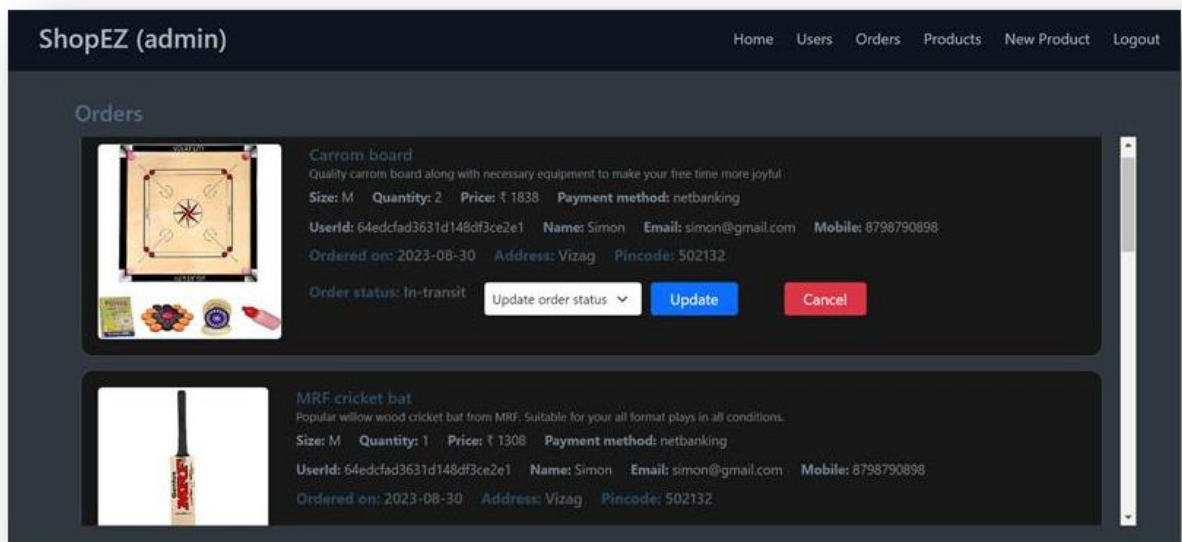 ShopEZ (admin)
Home Users Orders Products New Product Logout
Orders
Carrom board
Quality carrom board along with necessary equipment to make your free time more joyful
Size: M Quantity: 2 Price: ₹ 1838 Payment method: netbanking
UserId: 64edcfad3631d148df3ce2e1 Name: Simon Email: simon@gmail.com Mobile: 8798790898
Ordered on: 2023-08-30 Address: Vizag Pincode: 502132
Order status: In-transit Update order status Update Cancel
MRF cricket bat
Popular willow wood cricket bat from MRF. Suitable for your all format plays in all conditions.
Size: M Quantity: 1 Price: ₹ 1308 Payment method: netbanking
UserId: 64edcfad3631d148df3ce2e1 Name: Simon Email: simon@gmail.com Mobile: 8798790898
Ordered on: 2023-08-30 Address: Vizag Pincode: 502132
MRF